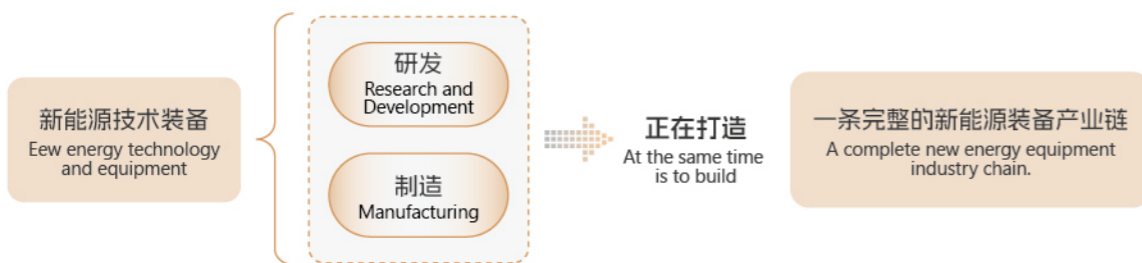 新能源技术装备
Eew energy technology
and equipment
研发
Research and
Development
制造
Manufacturing
正在打造
At the same time
is to build
一条完整的新能源装备产业链
A complete new energy equipment
industry chain.